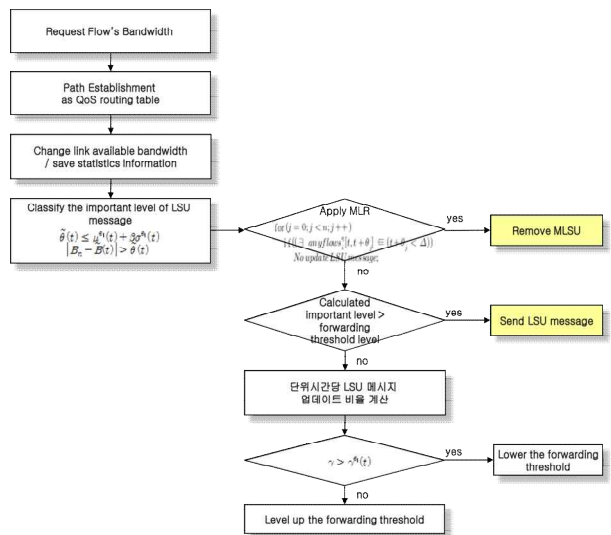 Request Flow's Bandwidth
Path Establishment
as QoS routing table
Change link available bandwidth
/ save statistics information
Classify the important level of LSU
message
Apply MLR
for (j = 0; j < n; j++)
No update LSU message;
yes
Remove MLSU
no
Calculated
important level >
forwarding
threshold level
yes
Send LSU message
no
단위시간당 LSU 메시지
업데이트 비율 계산
yes
Lower the forwarding
threshold
no
Level up the forwarding threshold